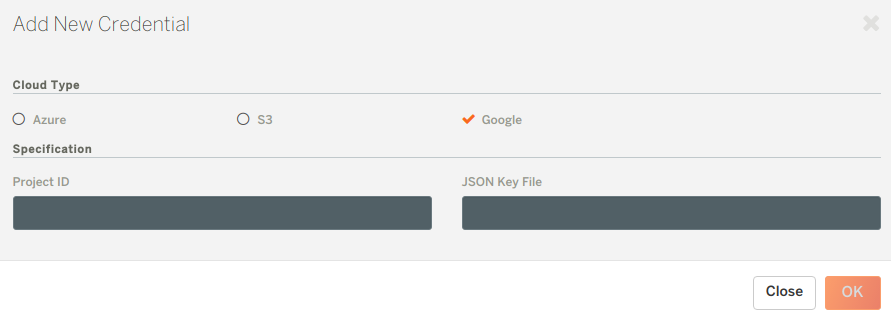 Add New Credential
Cloud Type
Azure S3 Google
Specification
Project ID JSON Key File
Close OK